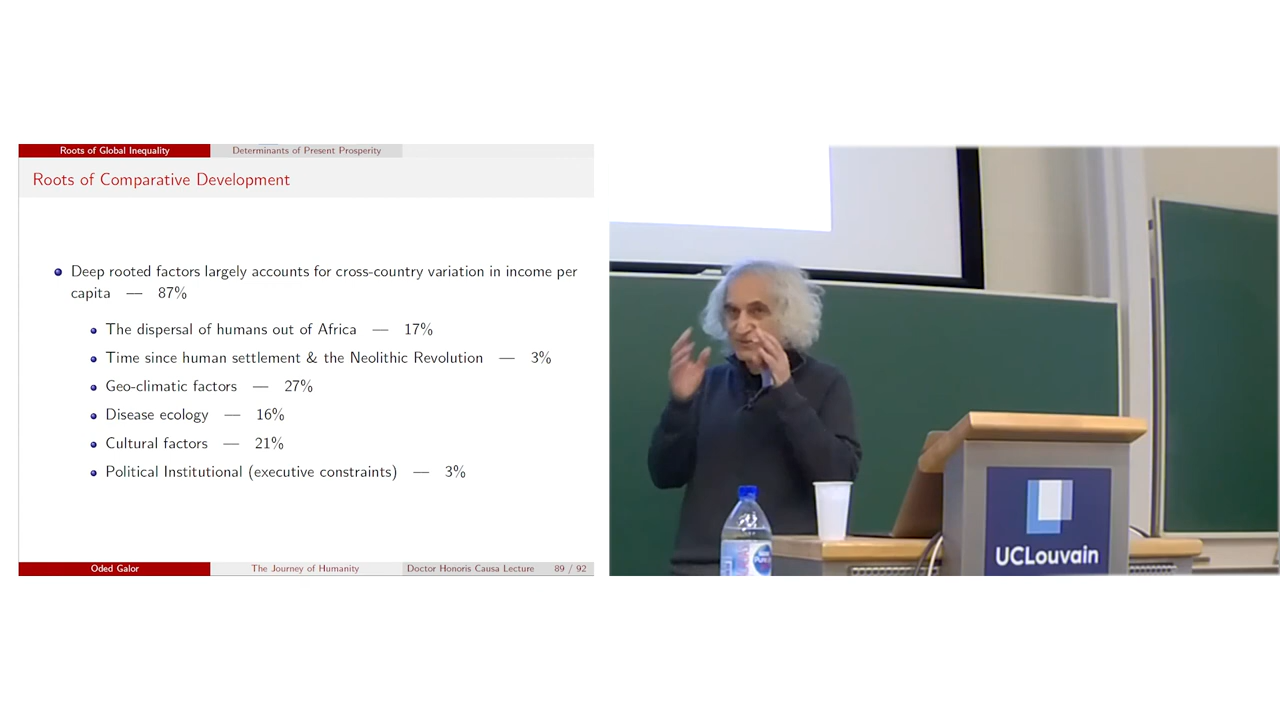 Roots of Global Inequality
Determinants of Present Prosperity
Roots of Comparative Development
Deep rooted factors largely accounts for cross-country variation in income per
capita — 87%
The dispersal of humans out of Africa — 17%
Time since human settlement & the Neolithic Revolution — 3%
Geo-climatic factors — 27%
Disease ecology — 16%
Cultural factors — 21%
Political Institutional (executive constraints) — 3%
Oded Galor
The Journey of Humanity
Doctor Honoris Causa Lecture
89 / 92
UCLouvain